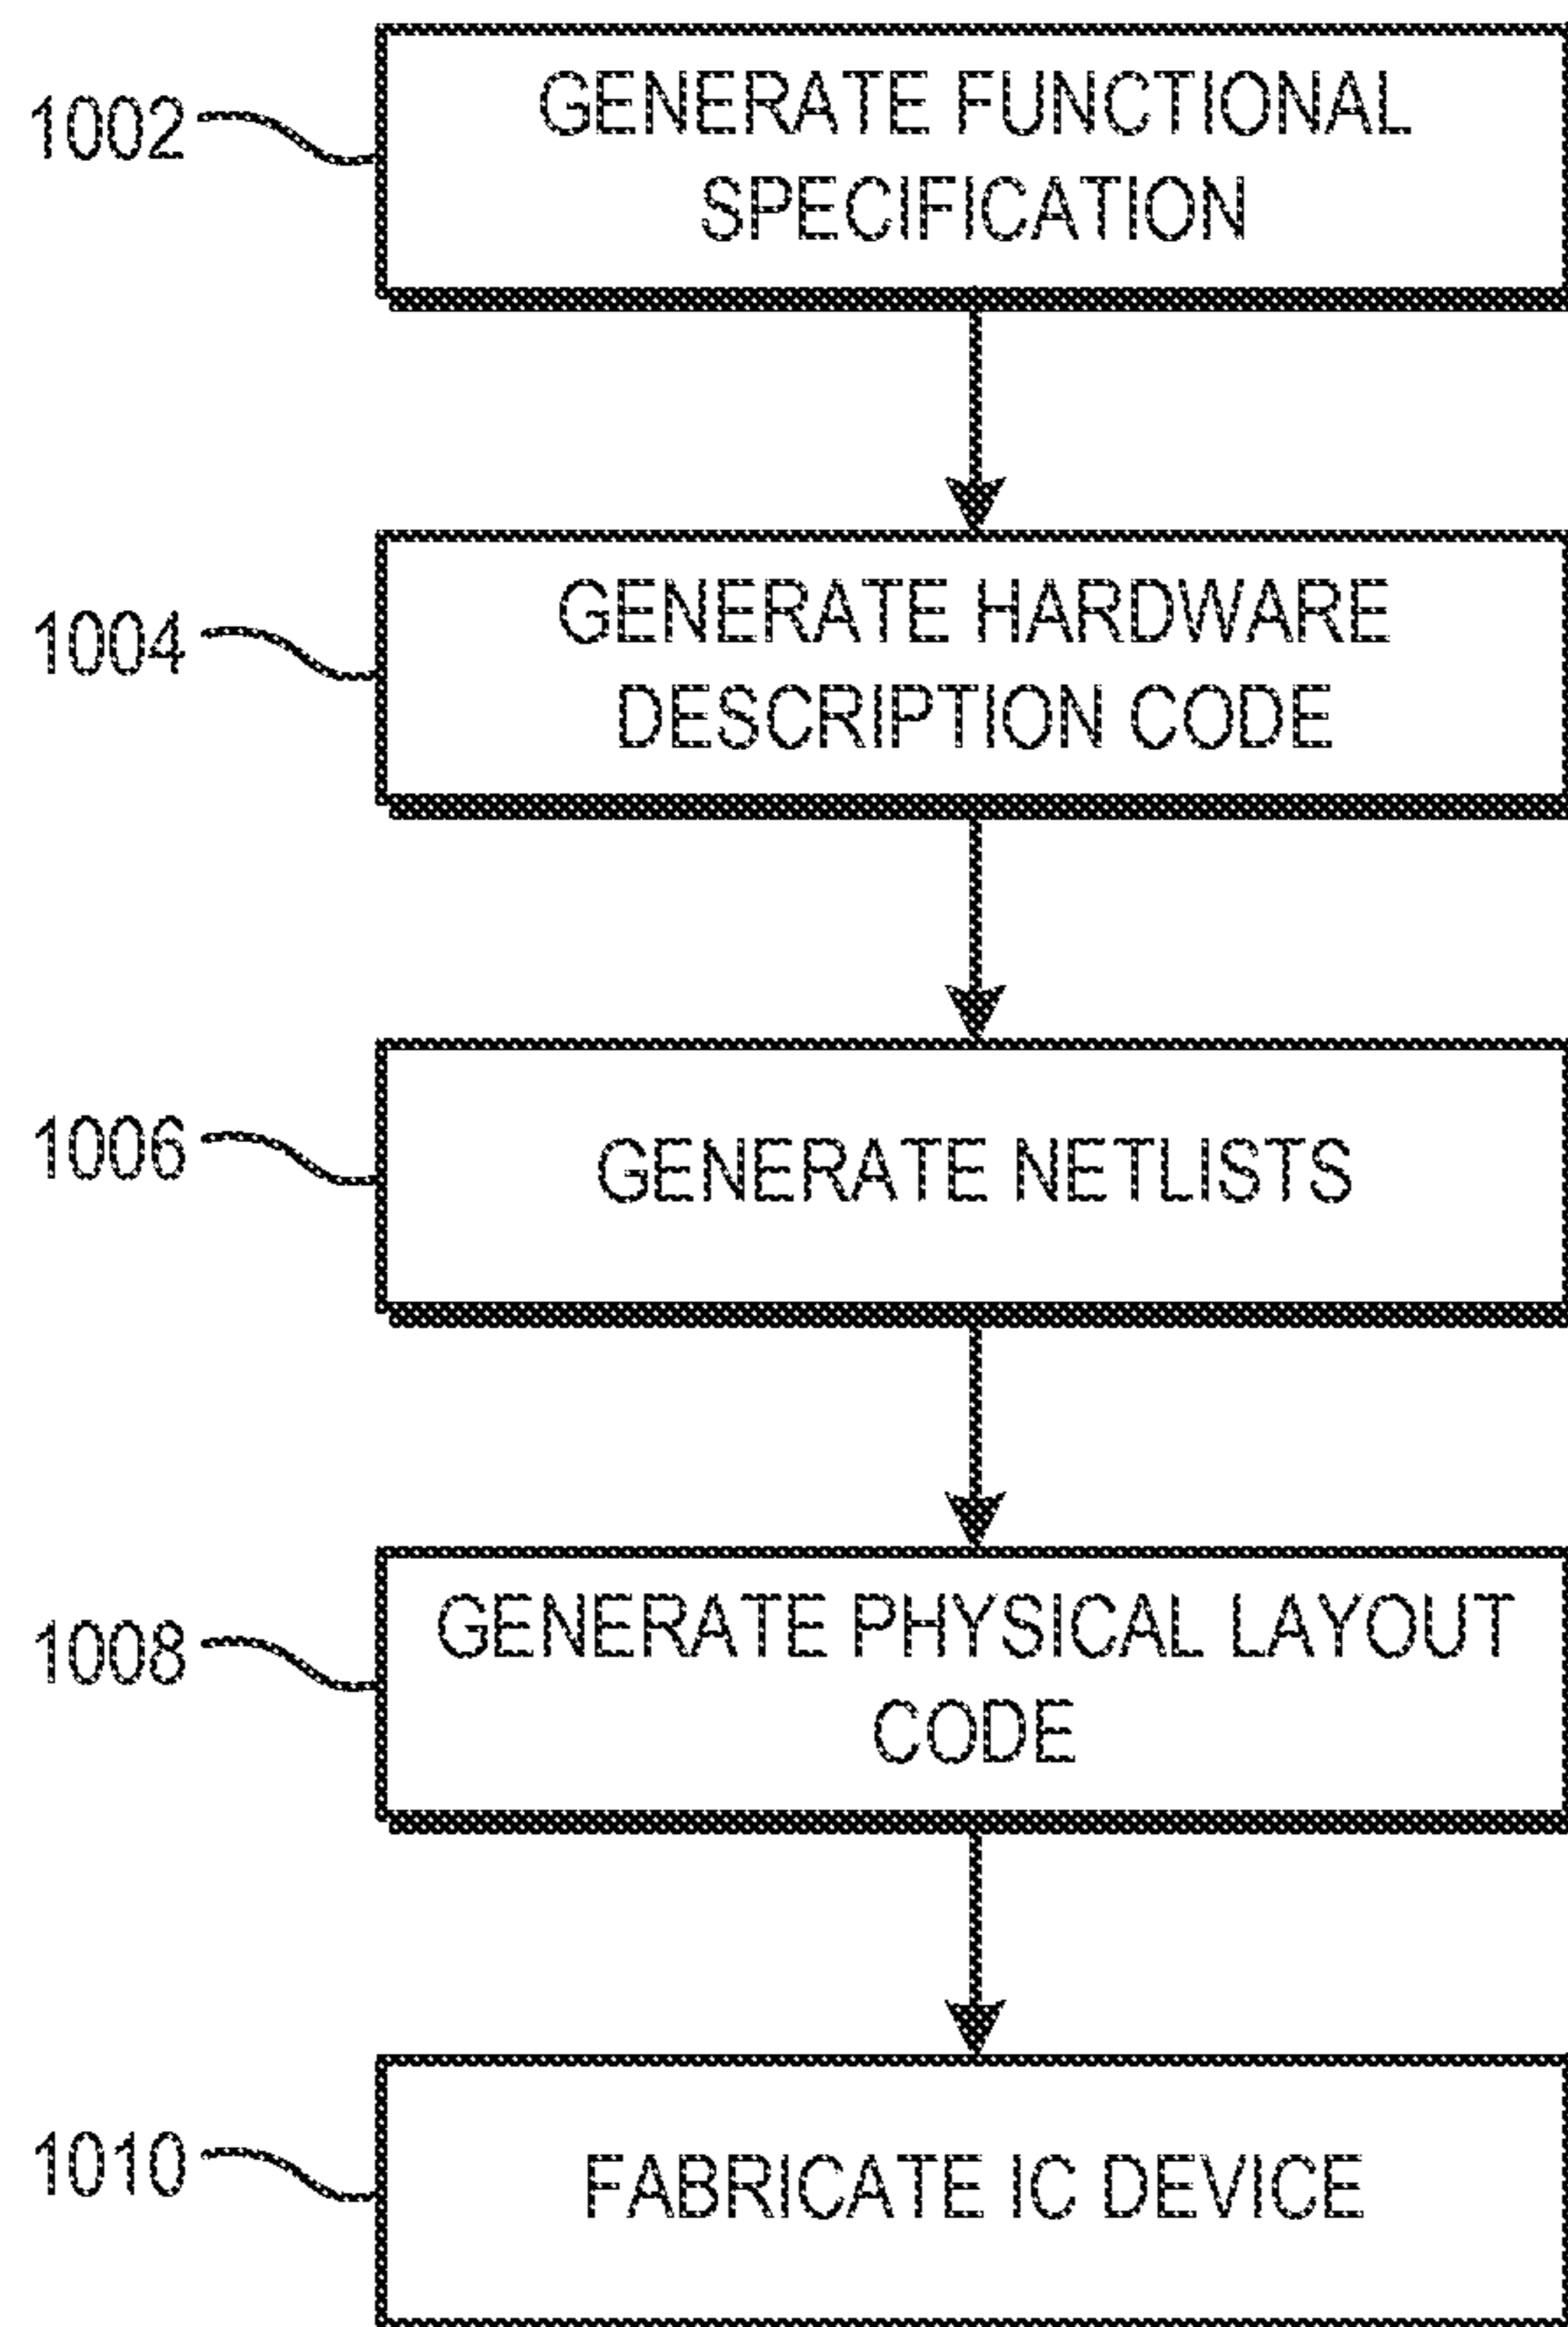 1002
GENERATE FUNCTIONAL
SPECIFICATION
1004
GENERATE HARDWARE
DESCRIPTION CODE
1006
GENERATE NETLISTS
1008
GENERATE PHYSICAL LAYOUT
CODE
1010
FABRICATE IC DEVICE